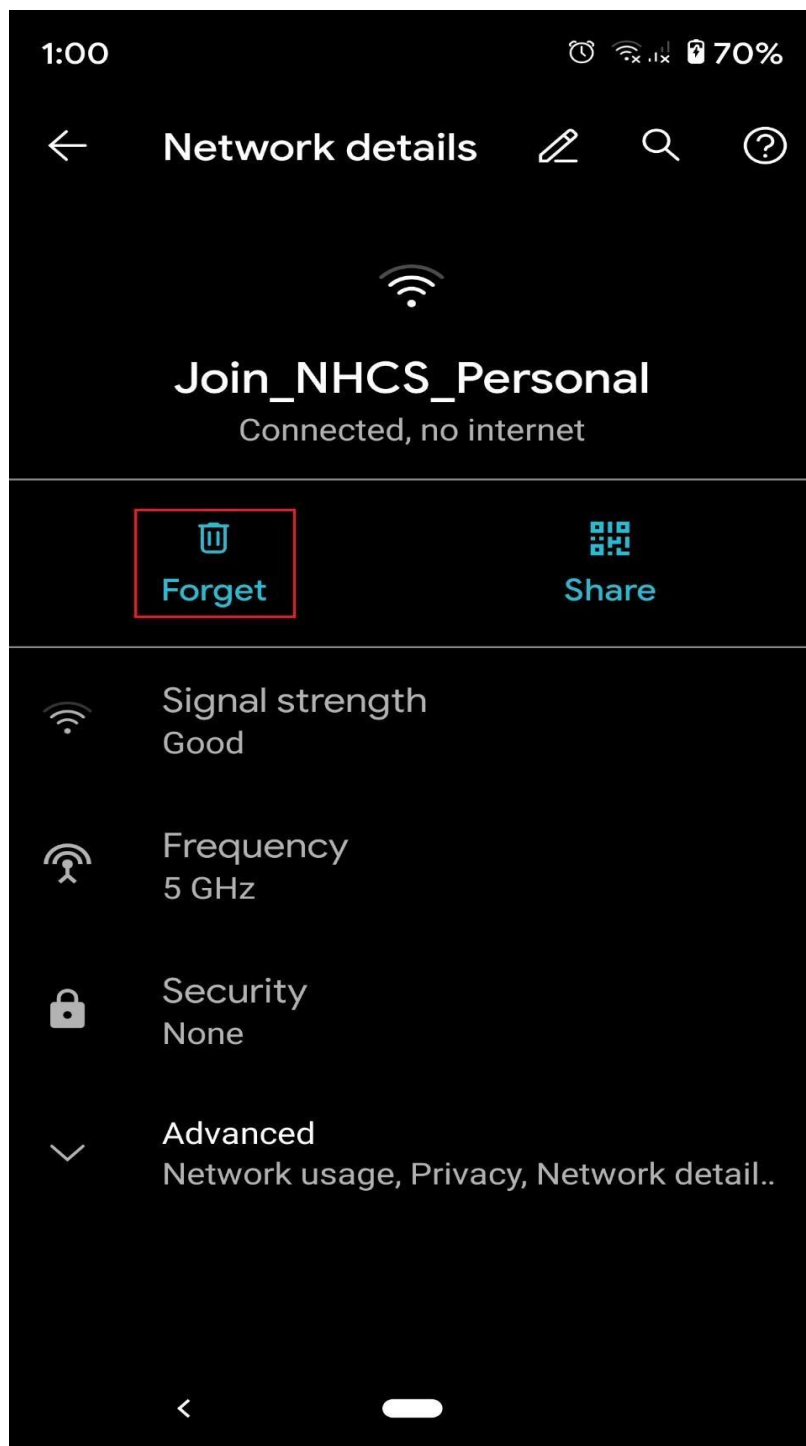 1:00 70%
Network details
Join_NHCS_Personal
Connected, no internet
Forget Share
Signal strength
Good
Frequency
5 GHz
Security
None
Advanced
Network usage, Privacy, Network detail..